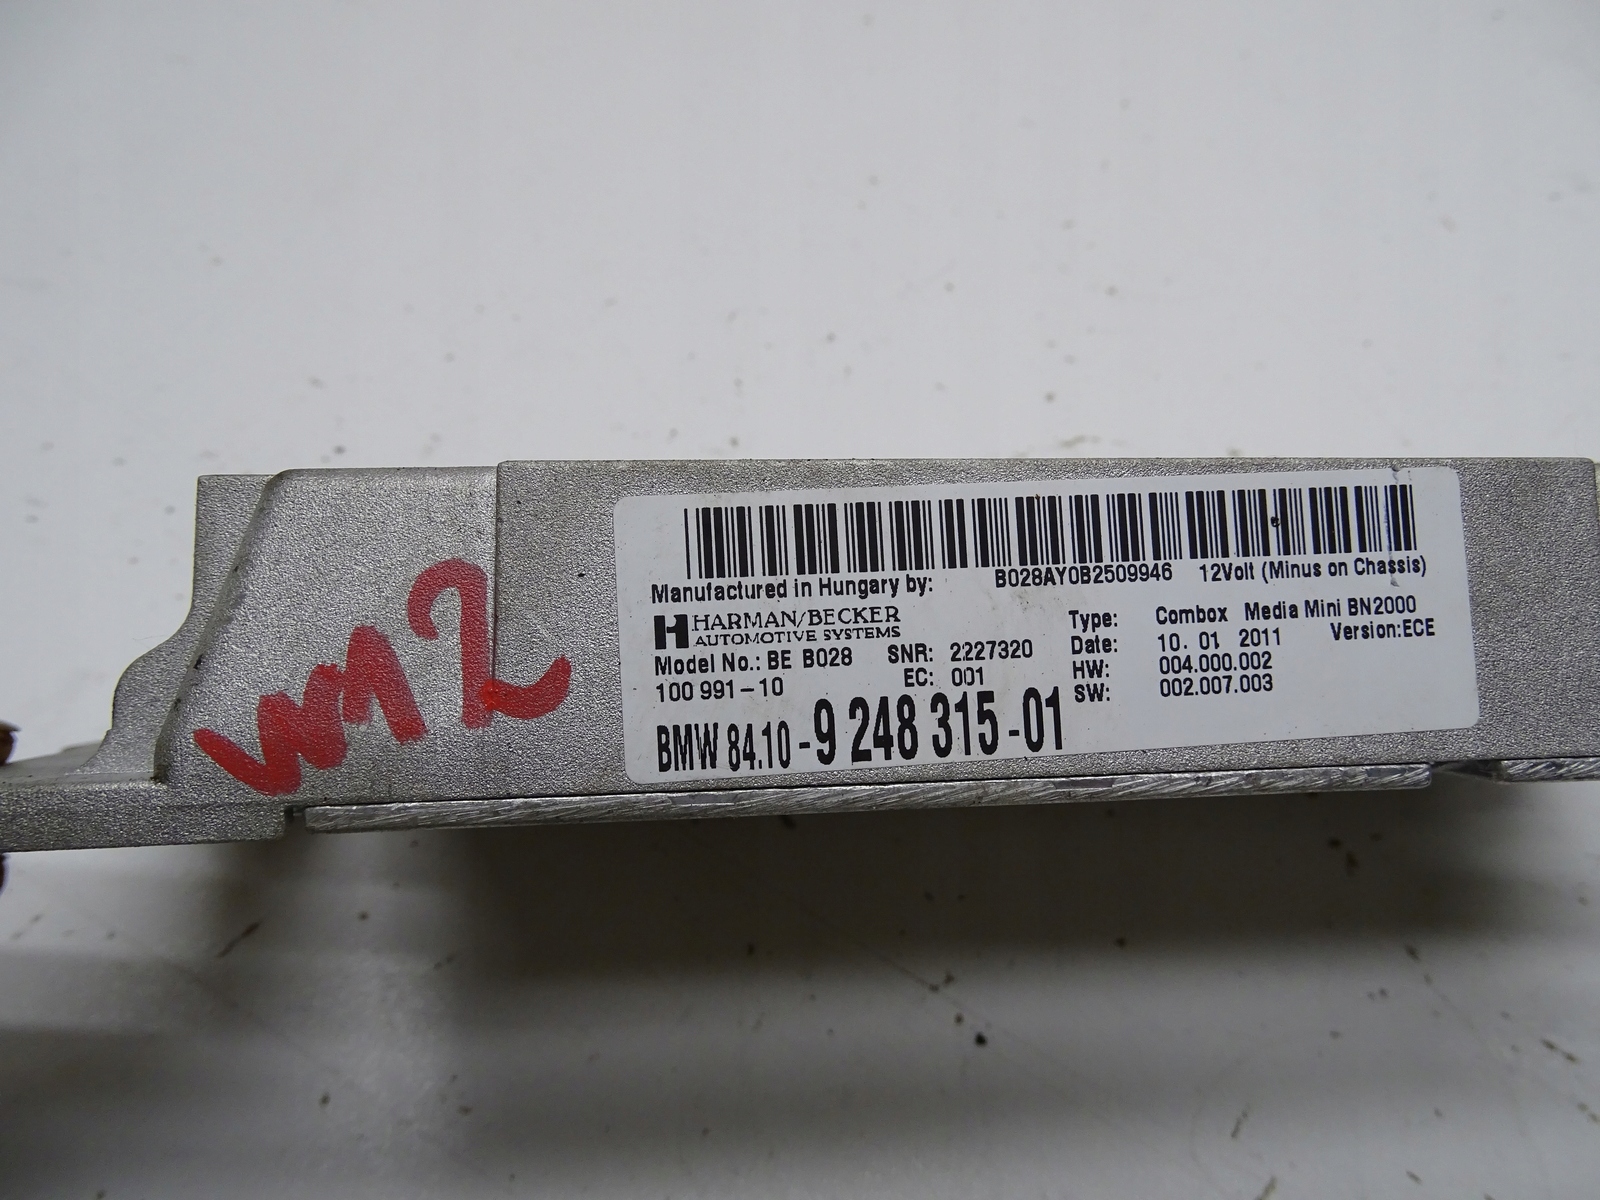 Manufactured in Hungary by: B028AY0B2509946 12Volt (Minus on Chassis)
HARMAN/BECKER
AUTOMOTIVE SYSTEMS
Model No.: BE B028 SNR: 2227320
100 991-10 EC: 001
Type: Combox Media Mini BN2000
Date: 10. 01 2011 Version:ECE
HW: 004.000.002
SW: 002.007.003
BMW 84.10 -9 248 315-01